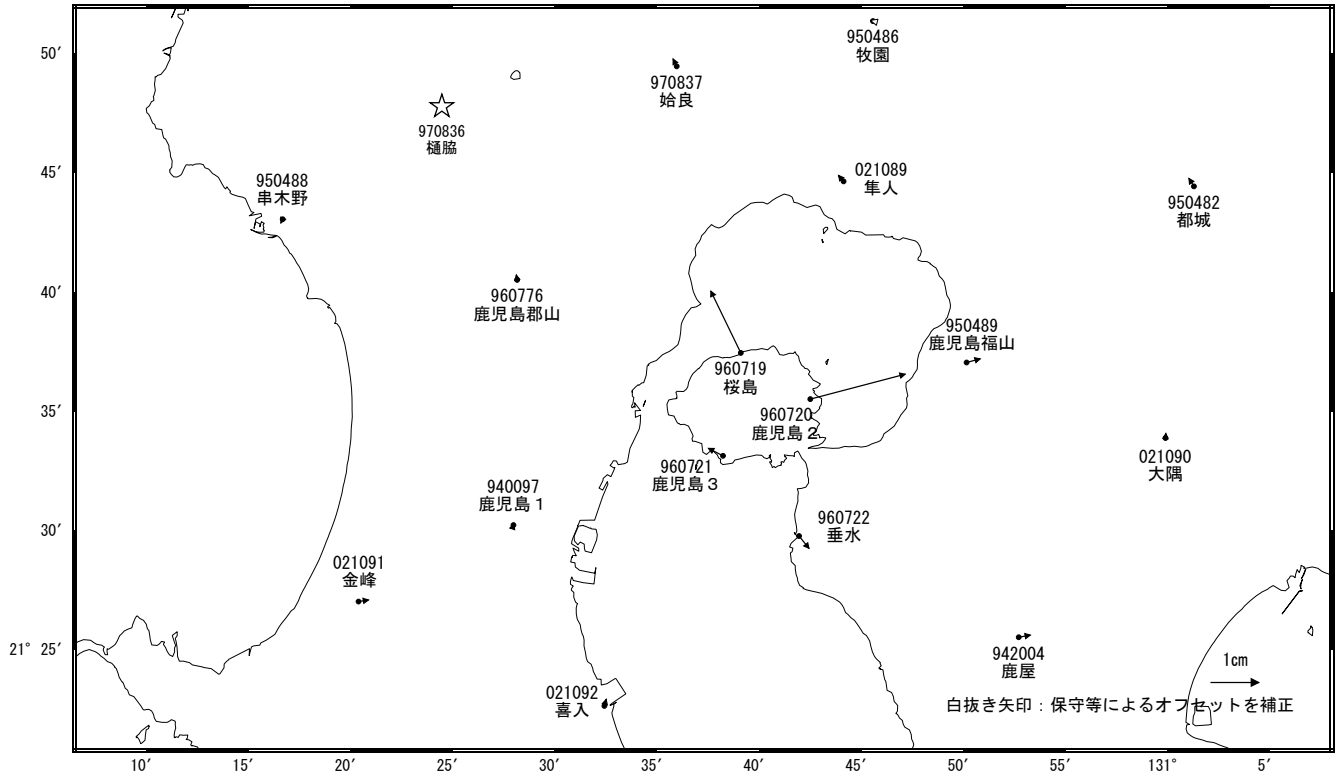 50′
45′
40′
35′
30′
21° 25′
950486
牧園
970837
姶良
970836
樋脇
021089
隼人
950488
串木野
950482
都城
960776
鹿児島郡山
950489
鹿児島福山
960719
桜島
960720
鹿児島2
960721
鹿児島3
021090
大隅
940097
鹿児島1
960722
垂水
021091
金峰
942004
鹿屋
1cm
021092
喜入
白抜き矢印:保守等によるオフセットを補正
10′
15′
20′
25′
30′
35′
40′
45′
50′
55′
131°
5′